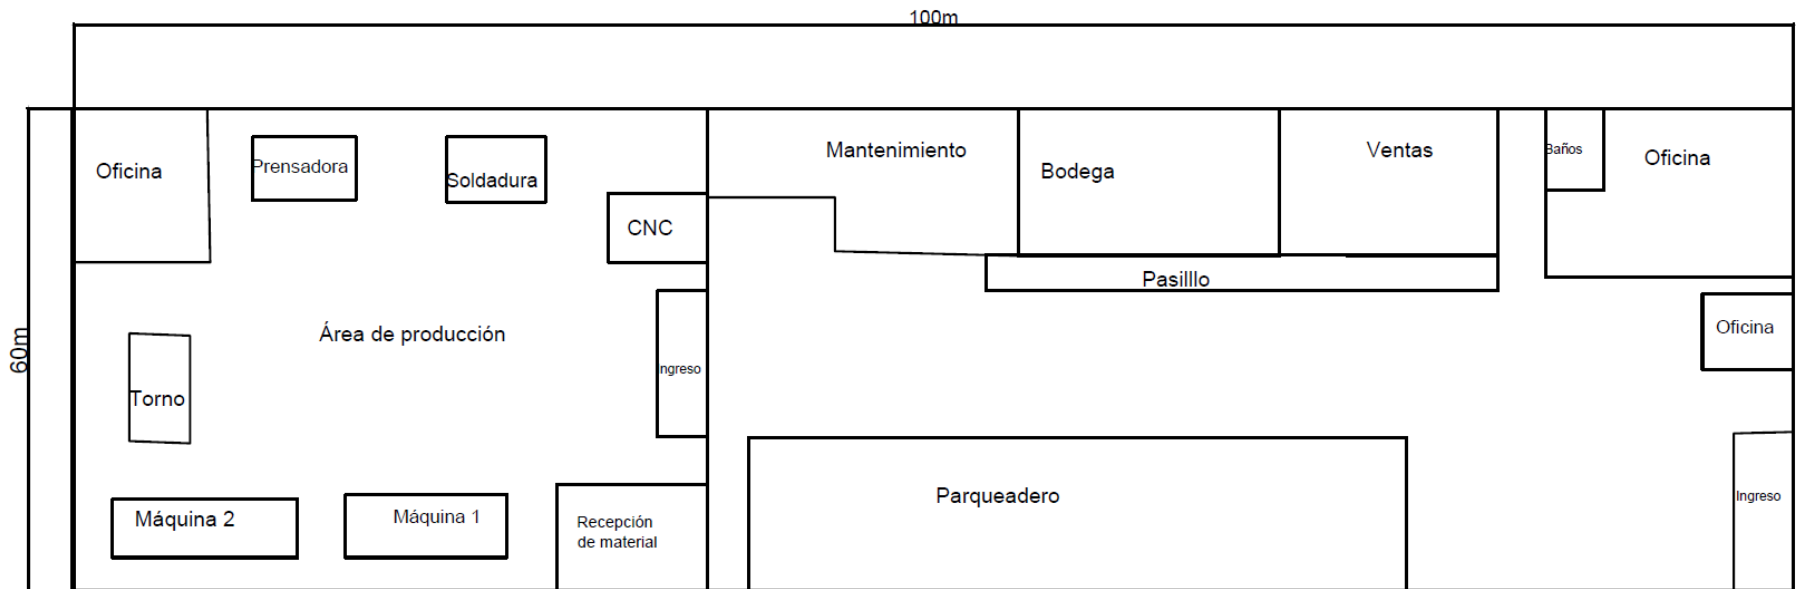 100m
60m
Oficina
Prensadora
Soldadura
CNC
Mantenimiento
Bodega
Ventas
Baños
Oficina
Pasilllo
Área de producción
ngreso
Oficina
Torno
Máquina 2
Máquina 1
Recepción
de material
Parqueadero
Ingreso